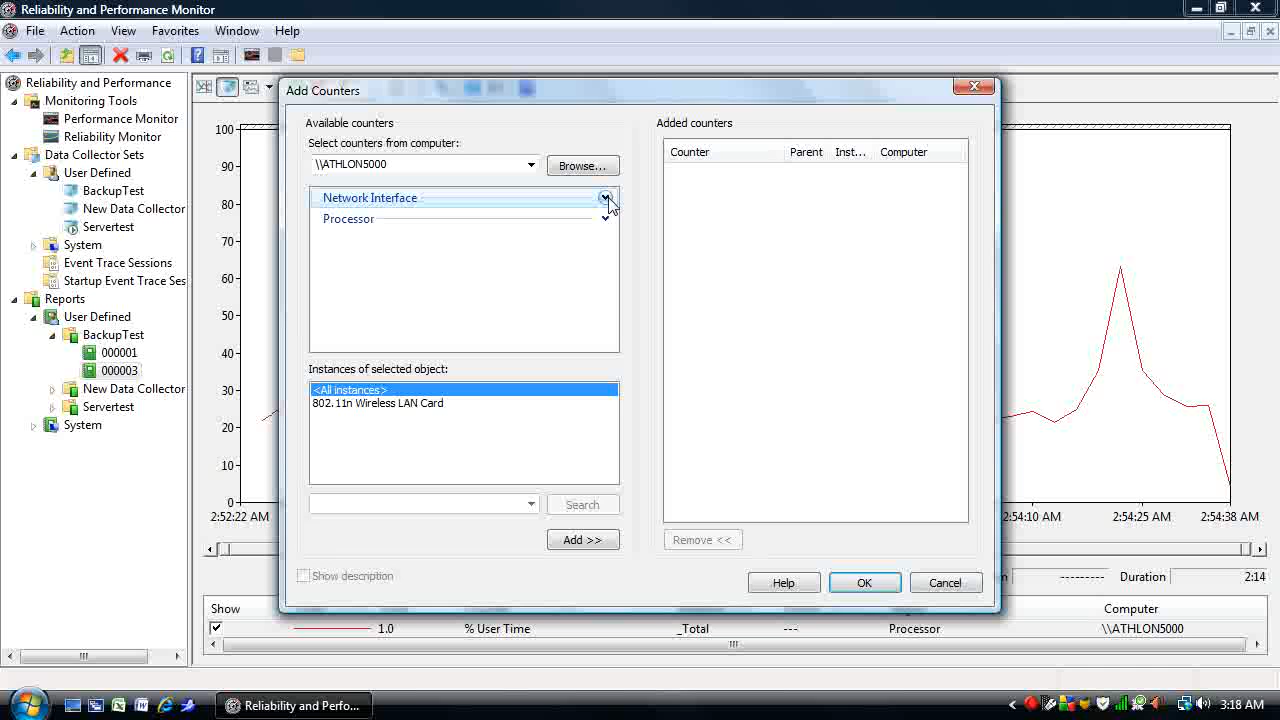 Reliability and Performance Monitor
File Action View Favorites Window Help
Reliability and Performance
Monitoring Tools
Performance Monitor
Reliability Monitor
Data Collector Sets
User Defined
BackupTest
New Data Collector
Servertest
System
Event Trace Sessions
Startup Event Trace Ses
Reports
User Defined
BackupTest
000001
000003
New Data Collector
Servertest
System
100
90
80
70
60
50
40
30
20
10
0
2:52:22 AM
2:54:10 AM
2:54:25 AM
2:54:38 AM
Add Counters
Available counters
Select counters from computer:
\\ATHLON5000
Browse...
Network Interface
Processor
Instances of selected object:
<All instances>
802.11n Wireless LAN Card
Search
Add >>
Show description
Added counters
Counter Parent Inst... Computer
Remove <<
Help OK Cancel
--------- Duration 2:14
Show Computer
1.0 % User Time _Total --- Processor \\ATHLON5000
Reliability and Perfo...
3:18 AM